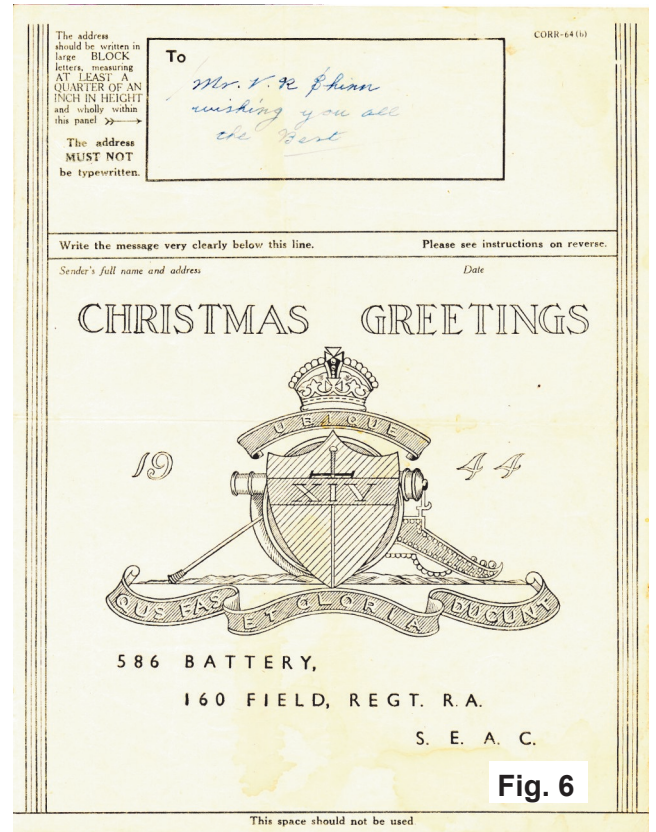 The address
should be written in
large BLOCK
letters, measuring
AT LEAST A
QUARTER OF AN
INCH IN HEIGHT
and wholly within
this panel
The address
MUST NOT
be typewritten.
CORR-64(b)
To
Mr. V. R
wishing you all
the Best
Write the message very clearly below this line.
Please see instructions on reverse.
Sender's full name and address
Date
CHRISTMAS GREETINGS
UBIQUE
19 44
XIV
QUS FAS ET GLORIA DUCUNT
586 BATTERY,
160 FIELD, REGT. R.A.
S. E. A. C.
Fig. 6
This space should not be used